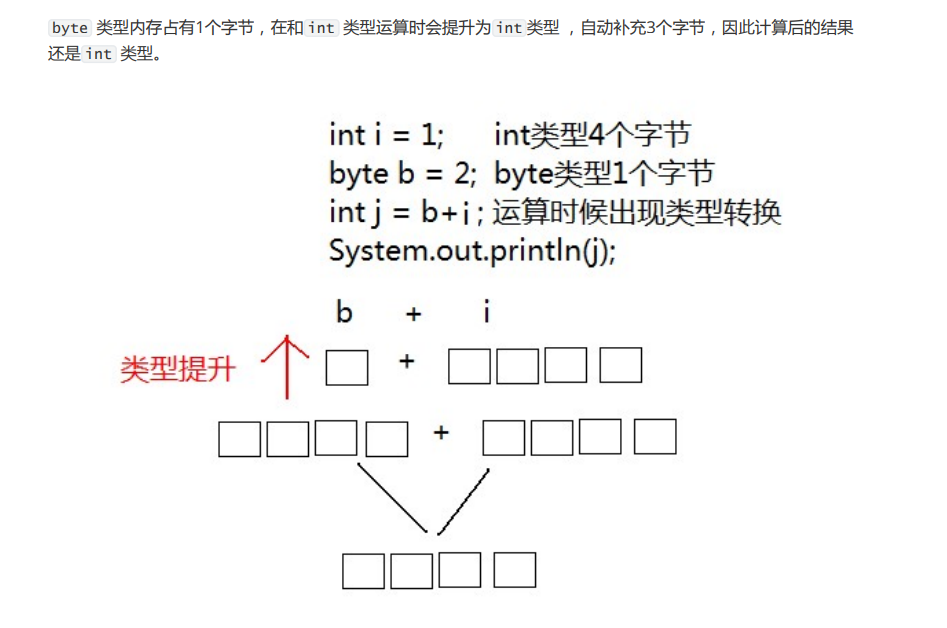 byte 类型内存占有1个字节，在和 int 类型运算时会提升为 int 类型 ，自动补充3个字节，因此计算后的结果
还是 int 类型。
int i = 1; int类型4个字节
byte b = 2; byte类型1个字节
int j = b+i; 运算时候出现类型转换
System.out.println(j);
b + i
类型提升 +
+